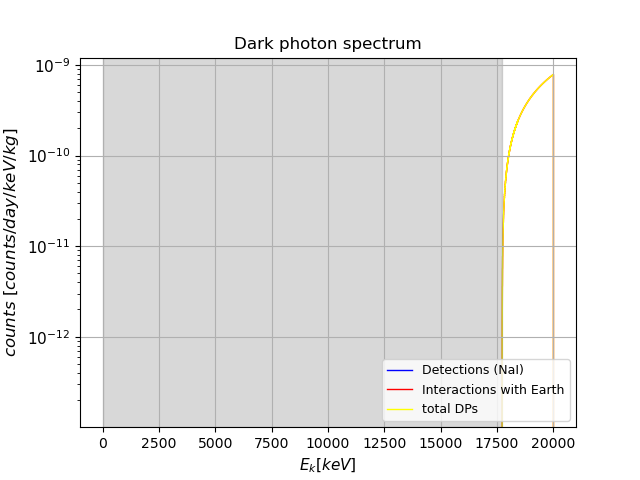 Dark photon spectrum
counts [counts/day/keV/kg]
10⁻⁹
10⁻¹⁰
10⁻¹¹
10⁻¹²
Detections (NaI)
Interactions with Earth
total DPs
0 2500 5000 7500 10000 12500 15000 17500 20000
Eₖ[keV]